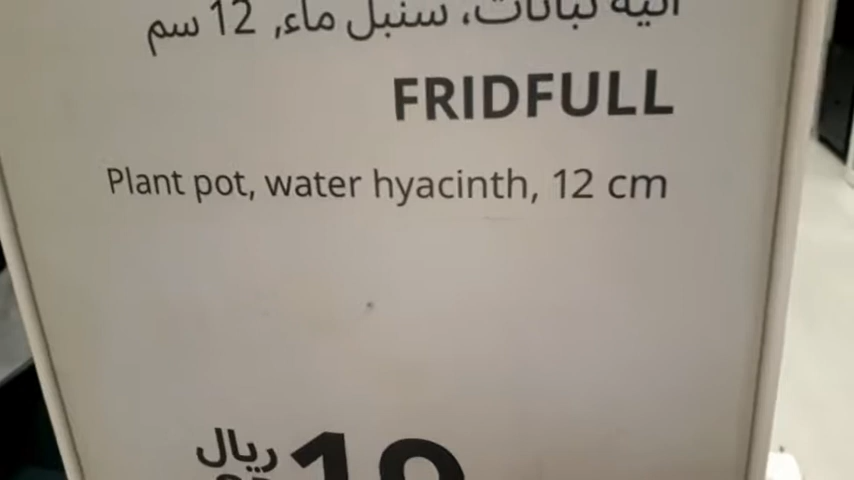 آنية نباتات، سنبل ماء, 12 سم
FRIDFULL
Plant pot, water hyacinth, 12 cm
ريال